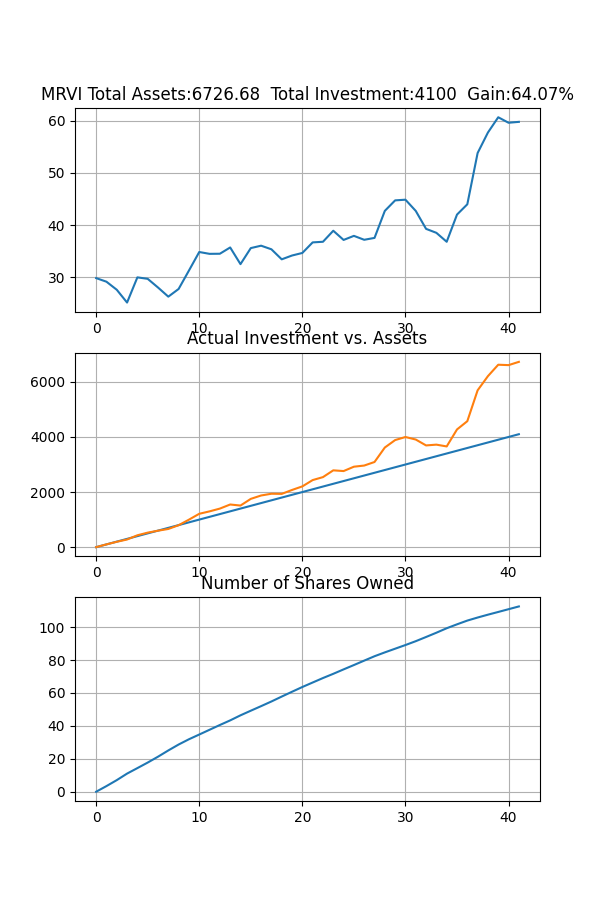 MRVI Total Assets:6726.68  Total Investment:4100  Gain:64.07%
60
50
40
30
0 10 20 30 40
Actual Investment vs. Assets
6000
4000
2000
0
0 10 20 30 40
Number of Shares Owned
100
80
60
40
20
0
0 10 20 30 40